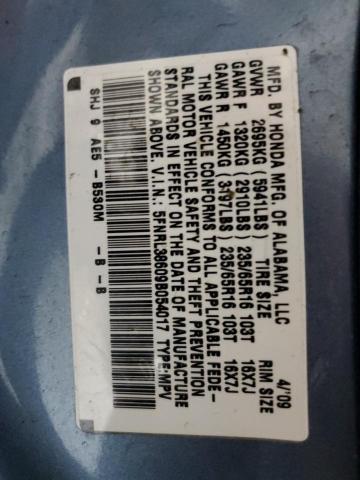 MFD. BY HONDA MFG. OF ALABAMA, LLC 4/'09
GVWR 2695KG (5941LBS) TIRE SIZE RIM SIZE
GAWR F 1320KG (2910LBS) 235/65R16 103T 16X7J
GAWR R 1450KG (3197LBS) 235/65R16 103T 16X7J
THIS VEHICLE CONFORMS TO ALL APPLICABLE FEDE-
RAL MOTOR VEHICLE SAFETY AND THEFT PREVENTION
STANDARDS IN EFFECT ON THE DATE OF MANUFACTURE
SHOWN ABOVE. V.I.N.: 5FNRL38609B054017 TYPE:MPV
SHJ 9 AE5 -B530M -B -B